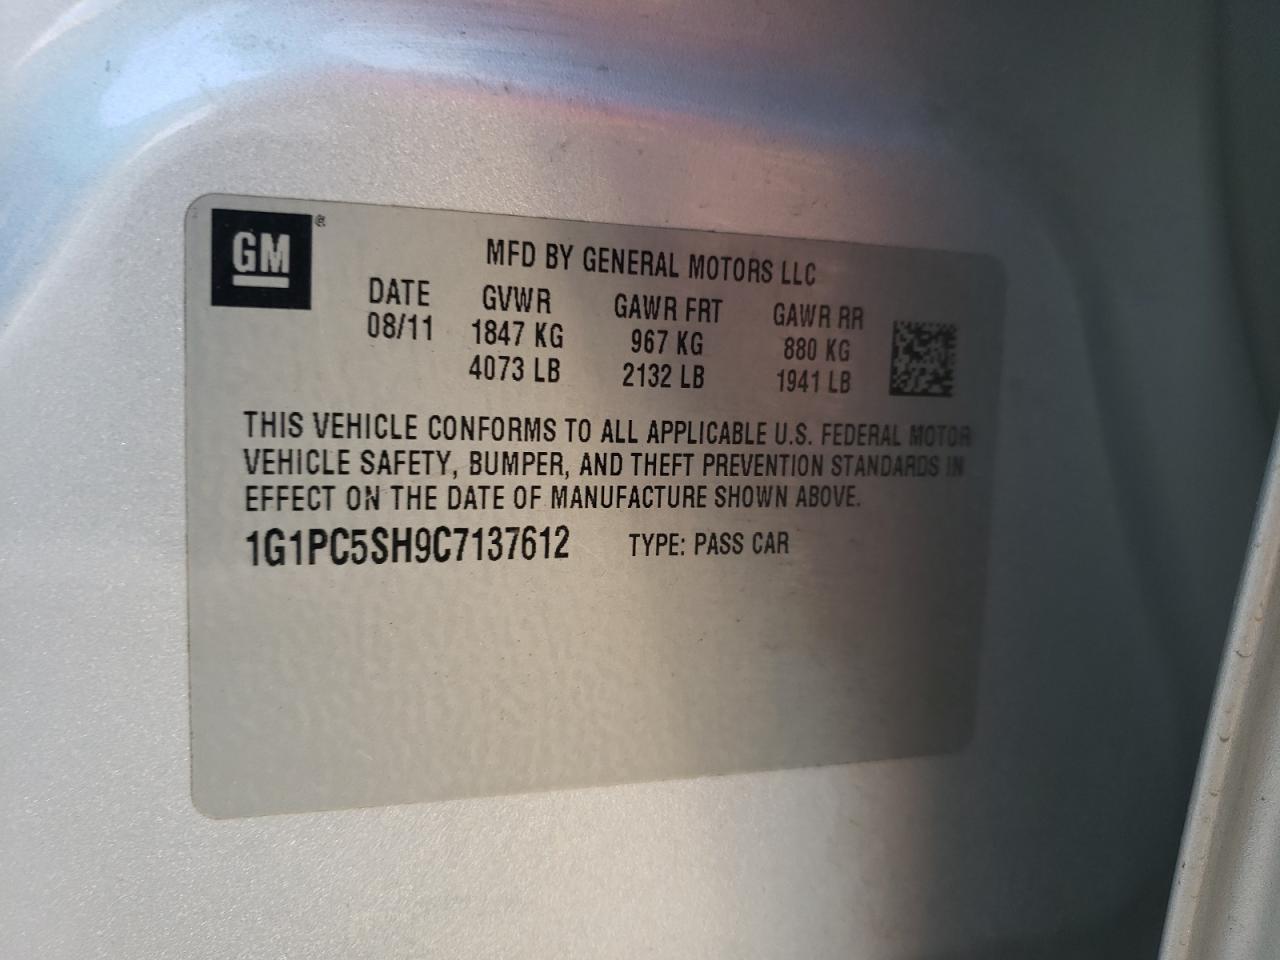 GM ®
MFD BY GENERAL MOTORS LLC
DATE GVWR GAWR FRT GAWR RR
08/11 1847 KG 967 KG 880 KG
4073 LB 2132 LB 1941 LB
THIS VEHICLE CONFORMS TO ALL APPLICABLE U.S. FEDERAL MOTOR
VEHICLE SAFETY, BUMPER, AND THEFT PREVENTION STANDARDS IN
EFFECT ON THE DATE OF MANUFACTURE SHOWN ABOVE.
1G1PC5SH9C7137612 TYPE: PASS CAR